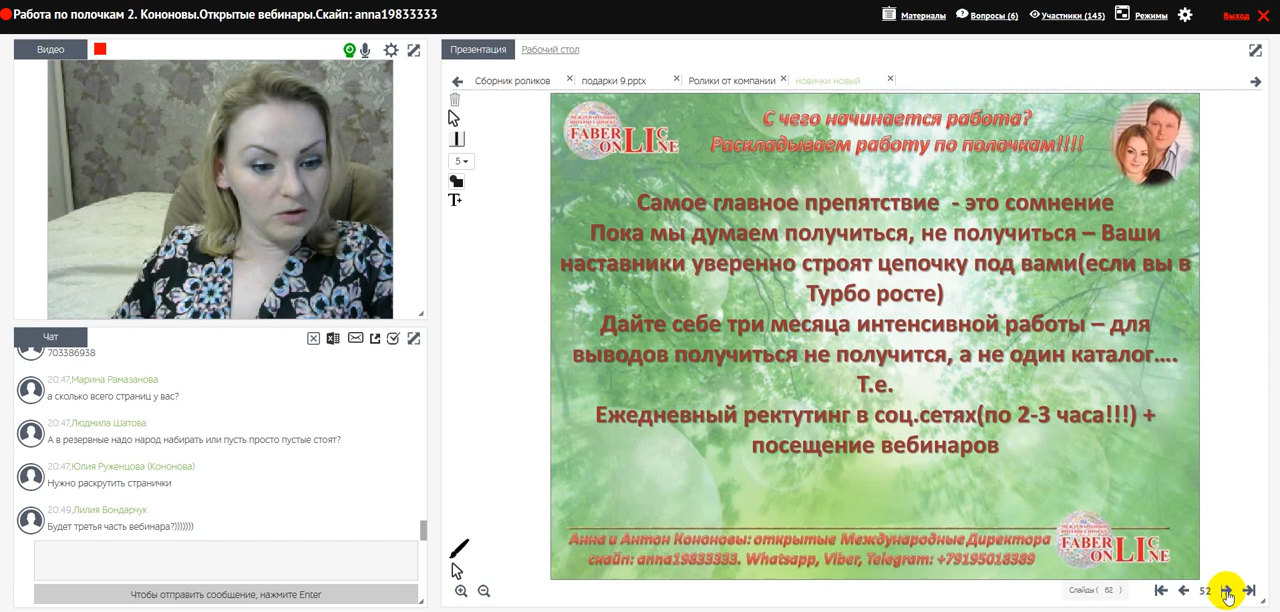 Работа по полочкам 2. Кононовы.Открытые вебинары.Скайп: anna19833333
Материалы
Вопросы (6)
Участники (145)
Режимы
Выход
Видео
Презентация
Рабочий стол
Сборник роликов
подарки 9.pptx
Ролики от компании
новички новый
5
T+
МЕЖДУНАРОДНЫЙ
ИНТЕРНЕТ ПРОЕКТ
FABERLIC
ONLINE
С чего начинается работа?
Раскладываем работу по полочкам!!!!
Самое главное препятствие - это сомнение
Пока мы думаем получиться, не получиться – Ваши
наставники уверенно строят цепочку под вами(если вы в
Турбо росте)
Дайте себе три месяца интенсивной работы – для
выводов получиться не получится, а не один каталог....
Т.е.
Ежедневный ректутинг в соц.сетях(по 2-3 часа!!!) +
посещение вебинаров
Анна и Антон Кононовы: открытые Международные Директора
скайп: anna19833333. Whatsapp, Viber, Telegram: +79195018389
FABERLIC
ONLINE
Слайды ( 62 )
52
Чат
703386938
20:47,Марина Рамазанова
а сколько всего страниц у вас?
20:47,Людмила Шатова
А в резервные надо народ набирать или пусть просто пустые стоят?
20:47,Юлия Руженцова (Кононова)
Нужно раскрутить странички
20:49,Лилия Бондарчук
Будет третья часть вебинара?)))))))
Чтобы отправить сообщение, нажмите Enter